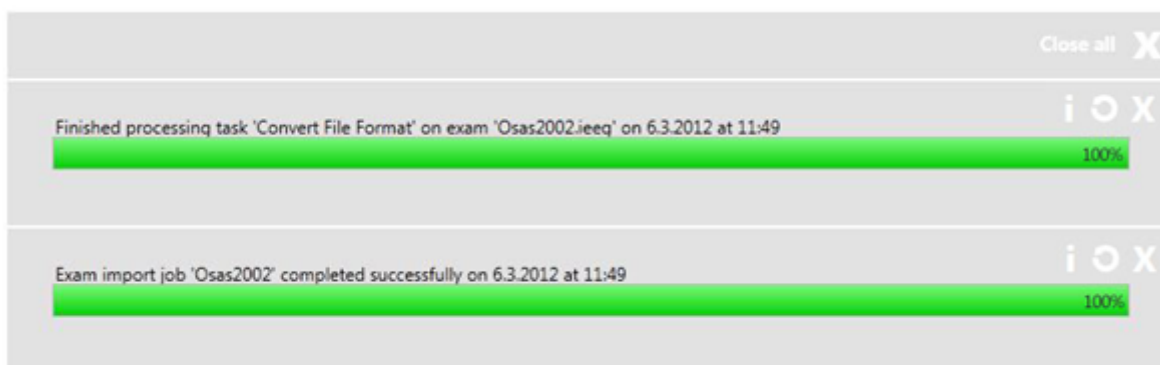 Close all X
i X
Finished processing task 'Convert File Format' on exam 'Osas2002.ieeg' on 6.3.2012 at 11:49
100%
i X
Exam import job 'Osas2002' completed successfully on 6.3.2012 at 11:49
100%